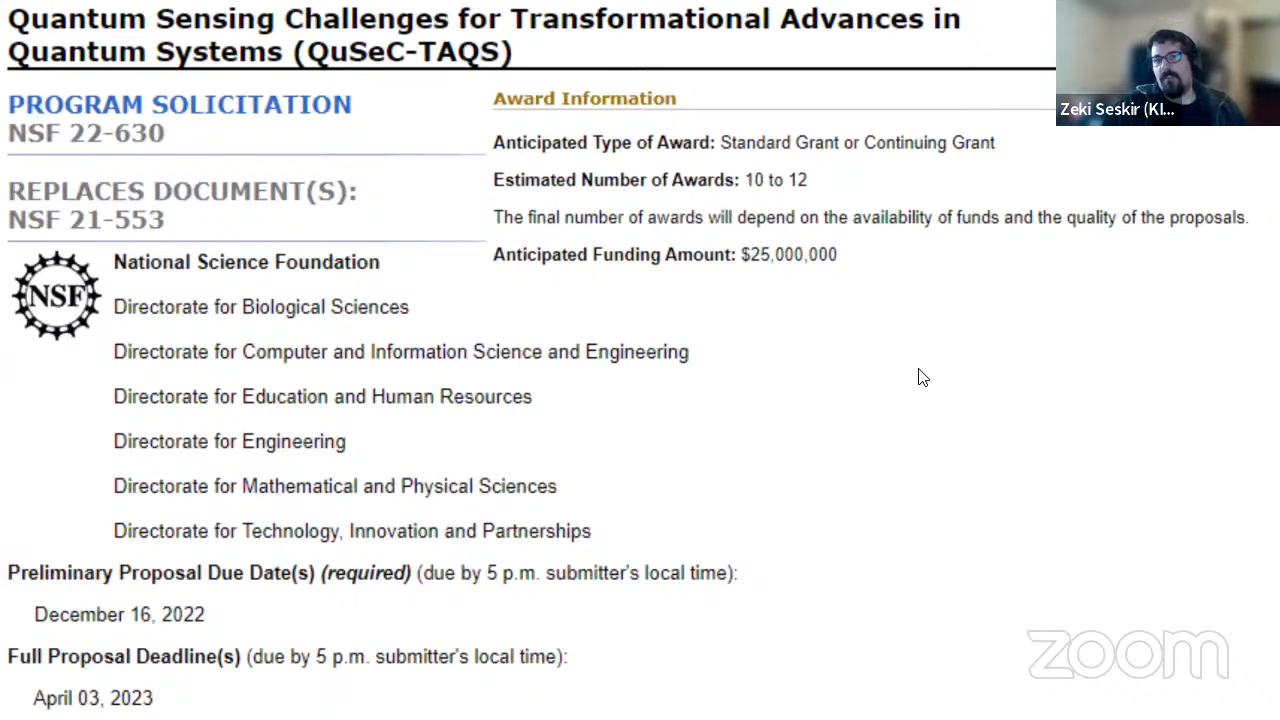 Quantum Sensing Challenges for Transformational Advances in
Quantum Systems (QuSeC-TAQS)
PROGRAM SOLICITATION
NSF 22-630
REPLACES DOCUMENT(S):
NSF 21-553
Award Information
Anticipated Type of Award: Standard Grant or Continuing Grant
Estimated Number of Awards: 10 to 12
The final number of awards will depend on the availability of funds and the quality of the proposals.
Anticipated Funding Amount: $25,000,000
NSF
National Science Foundation
Directorate for Biological Sciences
Directorate for Computer and Information Science and Engineering
Directorate for Education and Human Resources
Directorate for Engineering
Directorate for Mathematical and Physical Sciences
Directorate for Technology, Innovation and Partnerships
Preliminary Proposal Due Date(s) (required) (due by 5 p.m. submitter's local time):
December 16, 2022
Full Proposal Deadline(s) (due by 5 p.m. submitter's local time):
April 03, 2023
Zeki Seskir (KI...
zoom